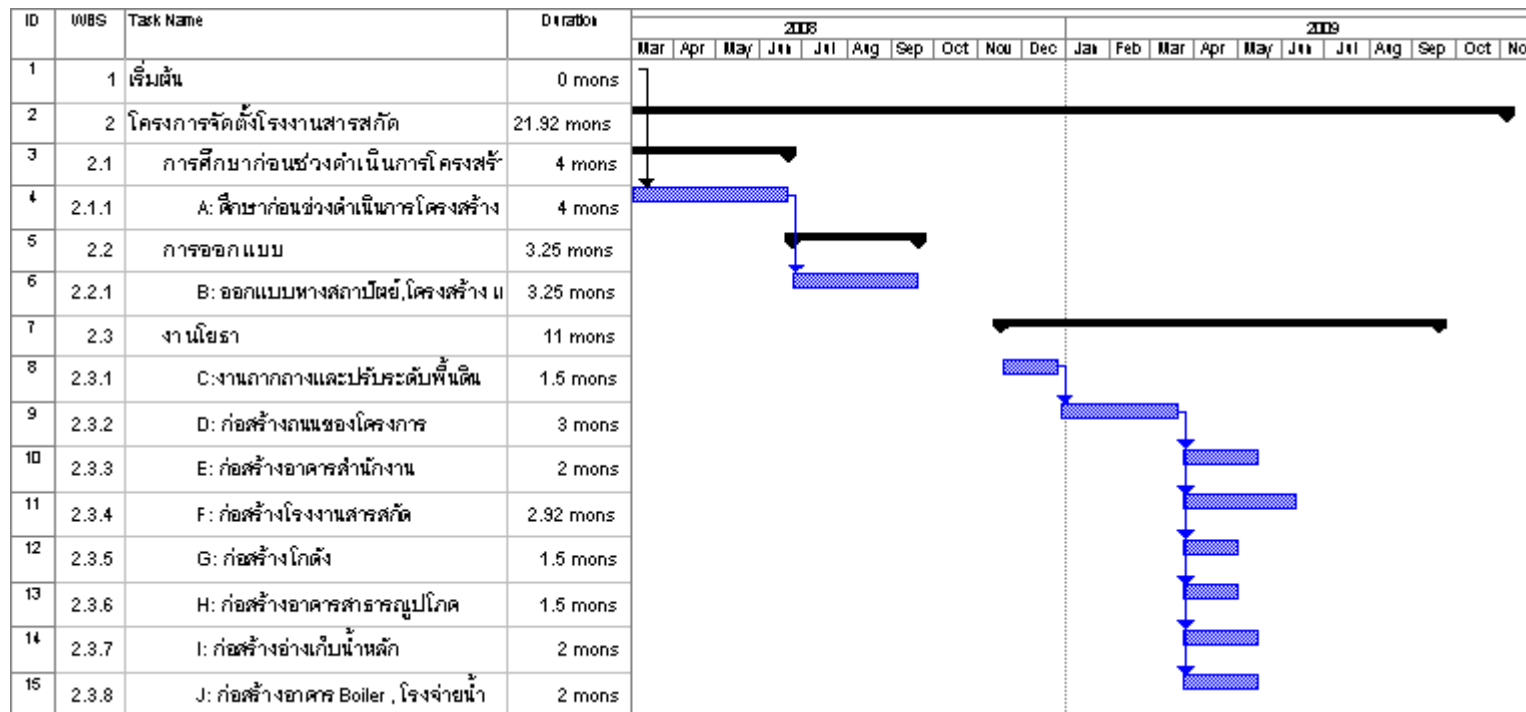 ID WBS Task Name Duration
2008 2009
Mar Apr May Jun Jul Aug Sep Oct Nov Dec Jan Feb Mar Apr May Jun Jul Aug Sep Oct No
1 1 เริ่มต้น 0 mons
2 2 โครงการจัดตั้งโรงงานสารสกัด 21.92 mons
3 2.1 การศึกษาก่อนช่วงดำเนินการโครงสร้า 4 mons
4 2.1.1 A: ศึกษาก่อนช่วงดำเนินการโครงสร้าง 4 mons
5 2.2 การออกแบบ 3.25 mons
6 2.2.1 B: ออกแบบทางสถาปัตย์,โครงสร้าง แ 3.25 mons
7 2.3 งานโยธา 11 mons
8 2.3.1 C:งานถากถางและปรับระดับพื้นดิน 1.5 mons
9 2.3.2 D: ก่อสร้างถนนของโครงการ 3 mons
10 2.3.3 E: ก่อสร้างอาคารสำนักงาน 2 mons
11 2.3.4 F: ก่อสร้างโรงงานสารสกัด 2.92 mons
12 2.3.5 G: ก่อสร้างโกดัง 1.5 mons
13 2.3.6 H: ก่อสร้างอาคารสาธารณูปโภค 1.5 mons
14 2.3.7 I: ก่อสร้างอ่างเก็บน้ำหลัก 2 mons
15 2.3.8 J: ก่อสร้างอาคาร Boiler , โรงจ่ายน้ำ 2 mons